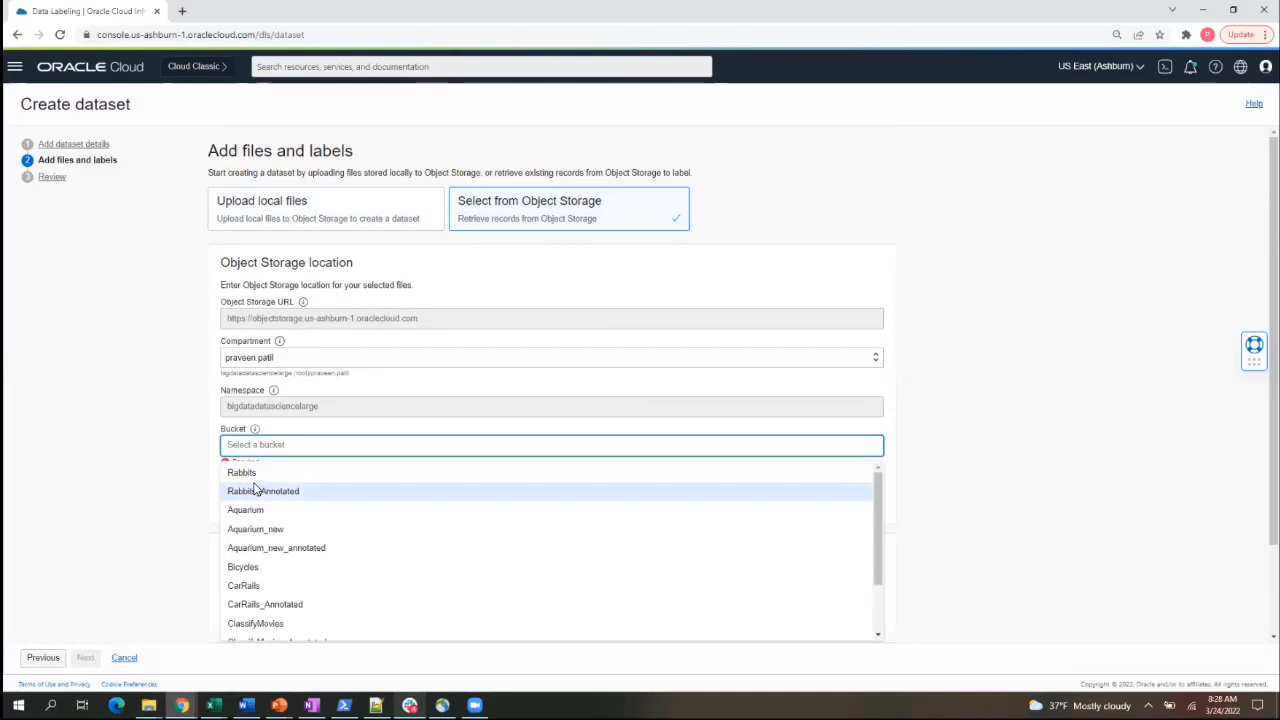 Data Labeling | Oracle Cloud Inf
console.us-ashburn-1.oraclecloud.com/dls/dataset
P
Update
ORACLE Cloud
Cloud Classic
Search resources, services, and documentation
US East (Ashburn)
Create dataset
Help
1 Add dataset details
2 Add files and labels
3 Review
Add files and labels
Start creating a dataset by uploading files stored locally to Object Storage, or retrieve existing records from Object Storage to label.
Upload local files
Upload local files to Object Storage to create a dataset
Select from Object Storage
Retrieve records from Object Storage
Object Storage location
Enter Object Storage location for your selected files.
Object Storage URL
https://objectstorage.us-ashburn-1.oraclecloud.com
Compartment
praveen.patil
bigdatadatasciencelarge (root)/praveen.patil
Namespace
bigdatadatasciencelarge
Bucket
Select a bucket
Rabbits
Rabbits_Annotated
Aquarium
Aquarium_new
Aquarium_new_annotated
Bicycles
CarRails
CarRails_Annotated
ClassifyMovies
Previous
Next
Cancel
Terms of Use and Privacy
Cookie Preferences
Copyright © 2022, Oracle and/or its affiliates. All rights reserved.
37°F Mostly cloudy
8:28 AM
3/24/2022